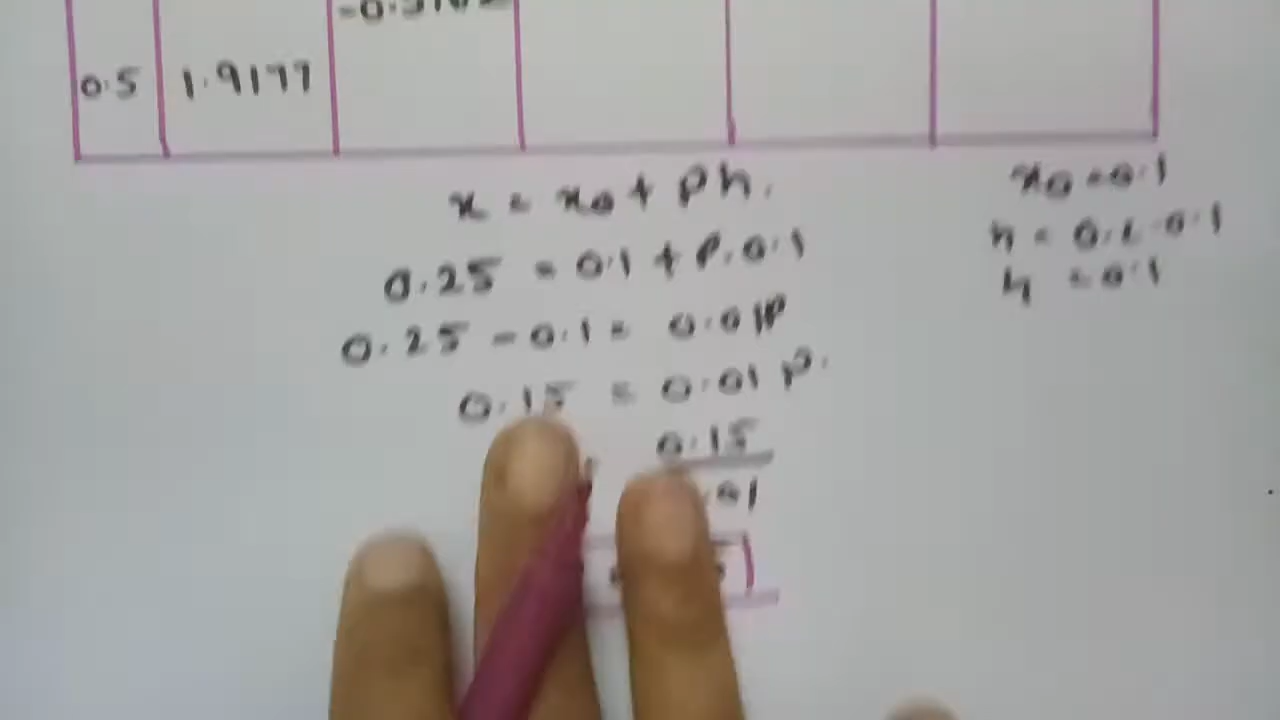 0.5 1.9177
x = x0 + Ph.
x0 = 0.1
0.25 = 0.1 + P.0.1
h = 0.2-0.1
h = 0.1
0.25 - 0.1 = 0.01P
0.15 = 0.01 P.
0.15
.01